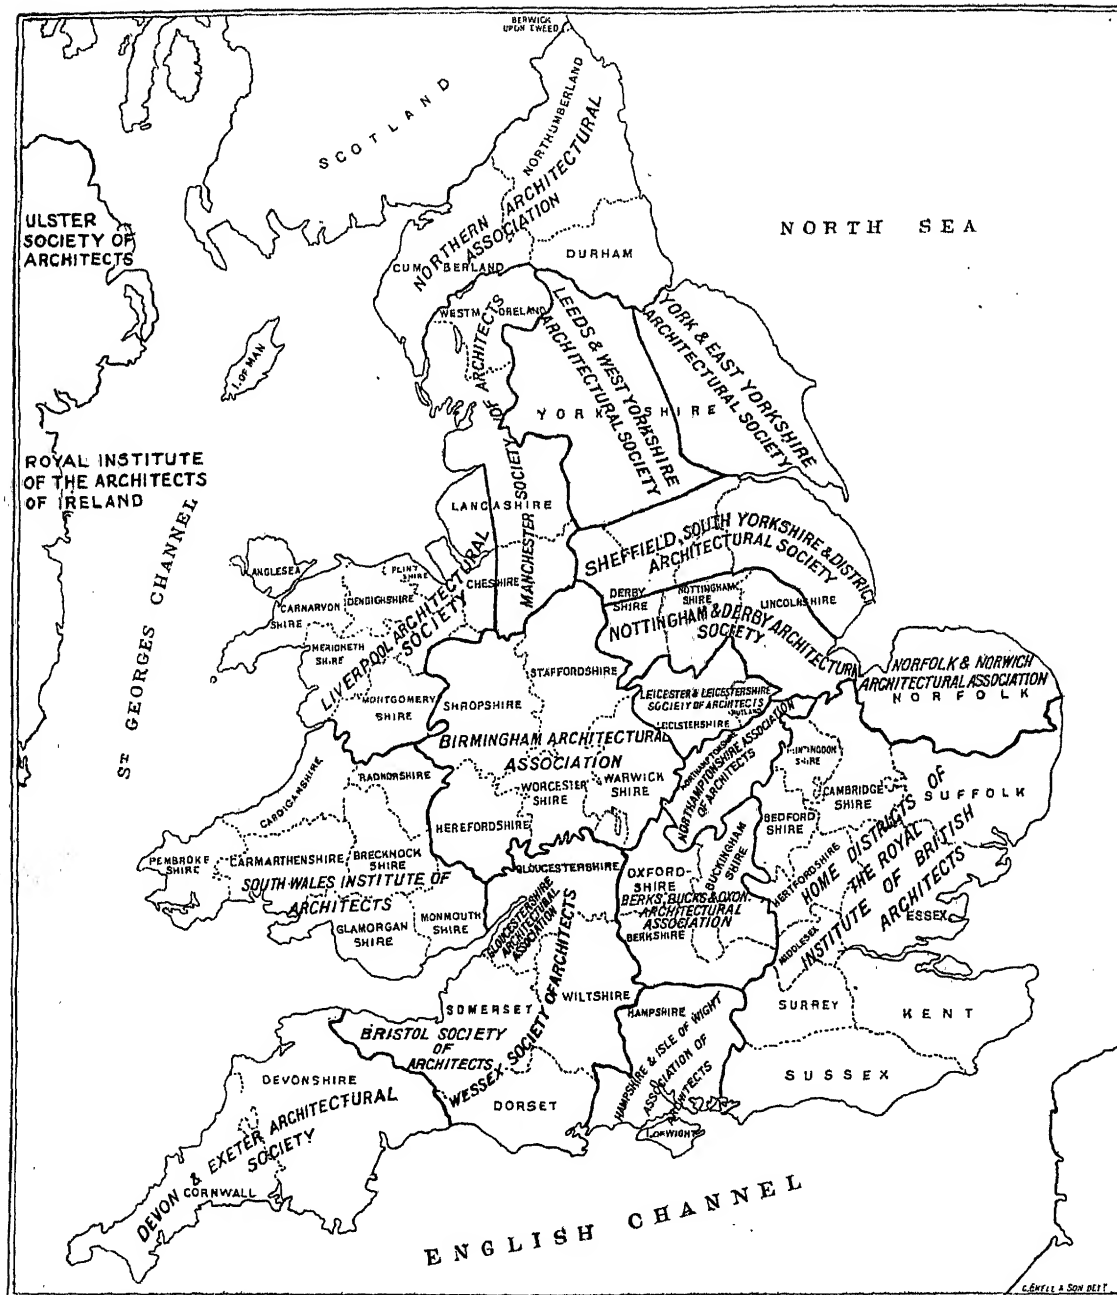 BERWICK
UPON TWEED
SCOTLAND
NORTHUMBERLAND
NORTHERN ARCHITECTURAL
ASSOCIATION
CUMBERLAND
DURHAM
NORTH SEA
ULSTER
SOCIETY OF
ARCHITECTS
WESTMORELAND
I. OF MAN
LEEDS & WEST YORKSHIRE
ARCHITECTURAL SOCIETY
YORK & EAST YORKSHIRE
ARCHITECTURAL SOCIETY
YORKSHIRE
MANCHESTER SOCIETY OF ARCHITECTS
ROYAL INSTITUTE
OF THE ARCHITECTS
OF IRELAND
ST GEORGES CHANNEL
LANCASHIRE
SHEFFIELD, SOUTH YORKSHIRE & DISTRICT
ARCHITECTURAL SOCIETY
ANGLESEA
FLINT
SHIRE
CHESHIRE
CARNARVON
SHIRE
DENBIGHSHIRE
LIVERPOOL ARCHITECTURAL
SOCIETY
DERBY
SHIRE
NOTTINGHAM
SHIRE
LINCOLNSHIRE
NOTTINGHAM & DERBY ARCHITECTURAL
SOCIETY
MERIONETH
SHIRE
MONTGOMERY
SHIRE
SHROPSHIRE
STAFFORDSHIRE
LEICESTER & LEICESTERSHIRE
SOCIETY OF ARCHITECTS
RUTLAND
LEICESTERSHIRE
NORFOLK & NORWICH
ARCHITECTURAL ASSOCIATION
NORFOLK
BIRMINGHAM ARCHITECTURAL
ASSOCIATION
NORTHAMPTONSHIRE
NORTHAMPTONSHIRE ASSOCIATION
OF ARCHITECTS
HUNTINGDON
SHIRE
CAMBRIDGE
SHIRE
SUFFOLK
RADNORSHIRE
CARDIGANSHIRE
WORCESTER
SHIRE
WARWICK
SHIRE
BEDFORD
SHIRE
HEREFORDSHIRE
PEMBROKE
SHIRE
CARMARTHENSHIRE
BRECKNOCK
SHIRE
SOUTH WALES INSTITUTE OF
ARCHITECTS
GLAMORGAN
SHIRE
MONMOUTH
SHIRE
GLOUCESTERSHIRE
GLOUCESTERSHIRE
ARCHITECTURAL
ASSOCIATION
OXFORD-
SHIRE
BUCKINGHAM
SHIRE
BERKS, BUCKS & OXON.
ARCHITECTURAL
ASSOCIATION
BERKSHIRE
HERTFORDSHIRE
HOME DISTRICTS OF
THE ROYAL
INSTITUTE OF BRITISH
ARCHITECTS
MIDDLESEX
ESSEX
SOMERSET
WILTSHIRE
WESSEX SOCIETY OF ARCHITECTS
BRISTOL SOCIETY
OF
ARCHITECTS
HAMPSHIRE
HAMPSHIRE & ISLE OF WIGHT
ASSOCIATION OF
ARCHITECTS
SURREY
KENT
SUSSEX
DEVONSHIRE
DORSET
I. OF WIGHT
DEVON & EXETER ARCHITECTURAL
SOCIETY
CORNWALL
ENGLISH CHANNEL
& SON DELT